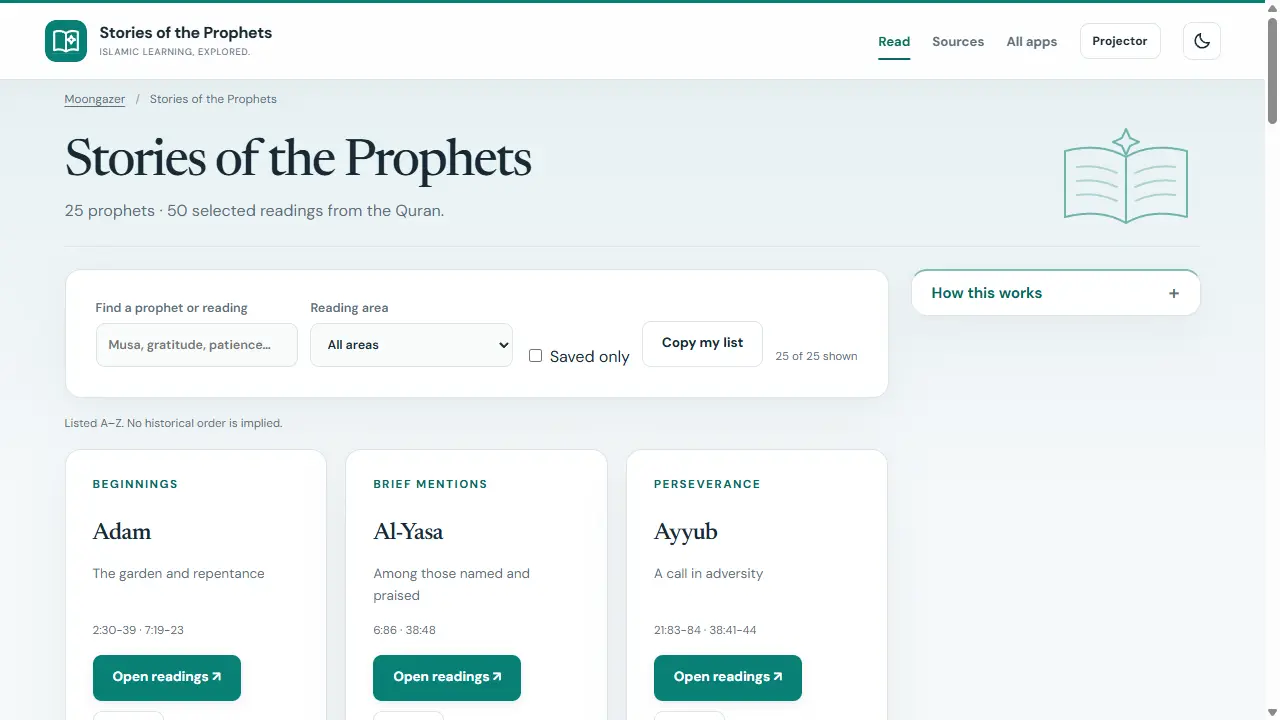 Stories of the Prophets
ISLAMIC LEARNING, EXPLORED.
Read
Sources
All apps
Projector
Moongazer / Stories of the Prophets
Stories of the Prophets
25 prophets · 50 selected readings from the Quran.
Find a prophet or reading
Musa, gratitude, patience...
Reading area
All areas
Saved only
Copy my list
25 of 25 shown
How this works +
Listed A–Z. No historical order is implied.
BEGINNINGS
Adam
The garden and repentance
2:30–39 · 7:19–23
Open readings ↗
BRIEF MENTIONS
Al-Yasa
Among those named and
praised
6:86 · 38:48
Open readings ↗
PERSEVERANCE
Ayyub
A call in adversity
21:83–84 · 38:41–44
Open readings ↗